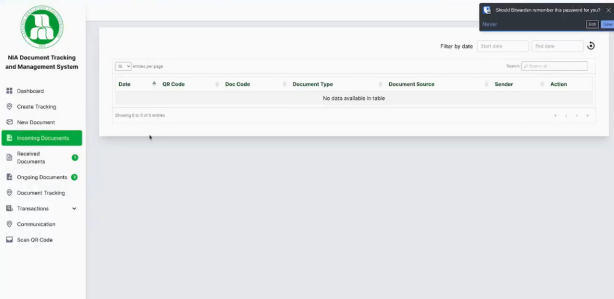 Should Bitwarden remember this password for you?
Never
Edit
Save
NIA Document Tracking
and Management System
Dashboard
Create Tracking
New Document
Incoming Documents
Received
Documents
Ongoing Documents
Document Tracking
Transactions
Communication
Scan QR Code
Filter by date
Start date
End date
10
entries per page
Search:
Date
QR Code
Doc Code
Document Type
Document Source
Sender
Action
No data available in table
Showing 0 to 0 of 0 entries